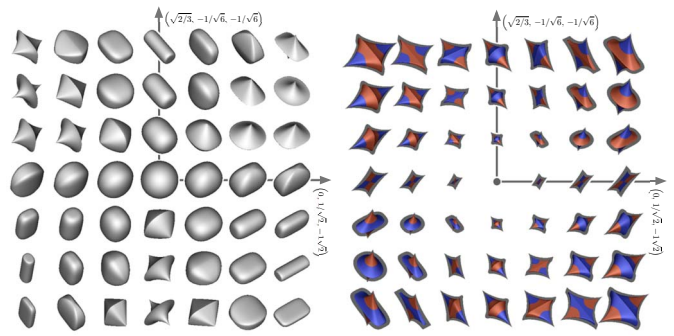 (√2/3, −1/√6, −1/√6)
(√2/3, −1/√6, −1/√6)
(0, 1/√2, −1√2)
(0, 1/√2, −1√2)